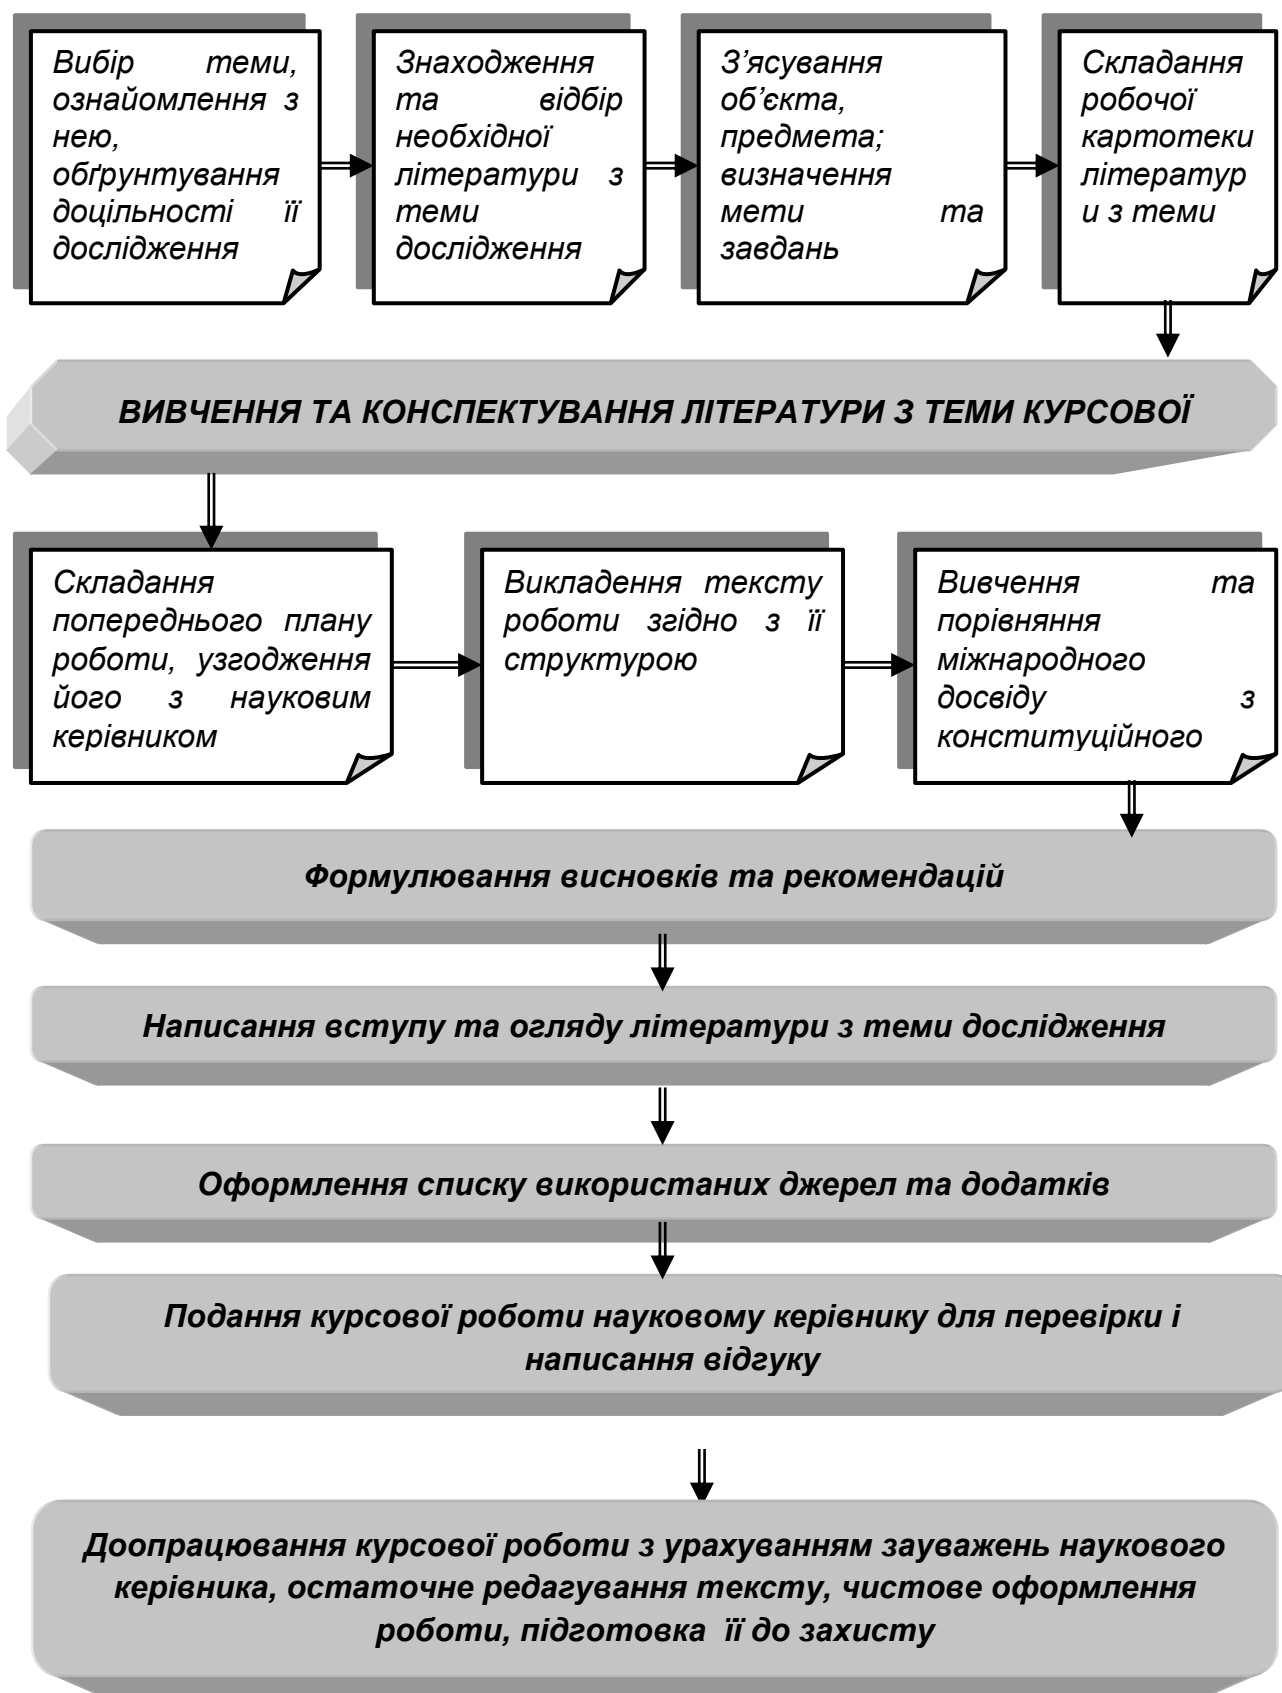 Вибір теми,
ознайомлення з
нею,
обґрунтування
доцільності її
дослідження
Знаходження
та відбір
необхідної
літератури з
теми
дослідження
З’ясування
об’єкта,
предмета;
визначення
мети та
завдань
Складання
робочої
картотеки
літератур
и з теми
ВИВЧЕННЯ ТА КОНСПЕКТУВАННЯ ЛІТЕРАТУРИ З ТЕМИ КУРСОВОЇ
Складання
попереднього плану
роботи, узгодження
його з науковим
керівником
Викладення тексту
роботи згідно з її
структурою
Вивчення та
порівняння
міжнародного
досвіду з
конституційного
Формулювання висновків та рекомендацій
Написання вступу та огляду літератури з теми дослідження
Оформлення списку використаних джерел та додатків
Подання курсової роботи науковому керівнику для перевірки і
написання відгуку
Доопрацювання курсової роботи з урахуванням зауважень наукового
керівника, остаточне редагування тексту, чистове оформлення
роботи, підготовка її до захисту